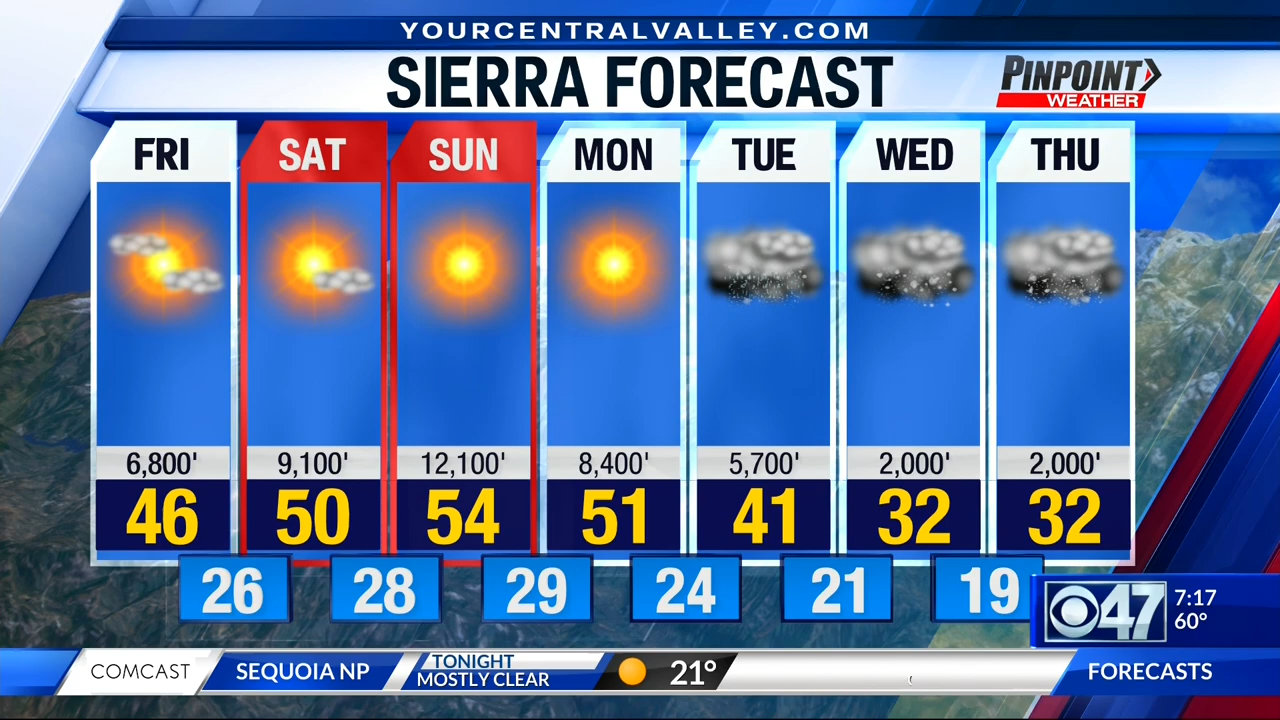 YOURCENTRALVALLEY.COM
SIERRA FORECAST
PINPOINT
WEATHER
FRI SAT SUN MON TUE WED THU
6,800' 9,100' 12,100' 8,400' 5,700' 2,000' 2,000'
46 50 54 51 41 32 32
26 28 29 24 21 19
47
7:17
60°
COMCAST
SEQUOIA NP
TONIGHT
MOSTLY CLEAR
21°
FORECASTS